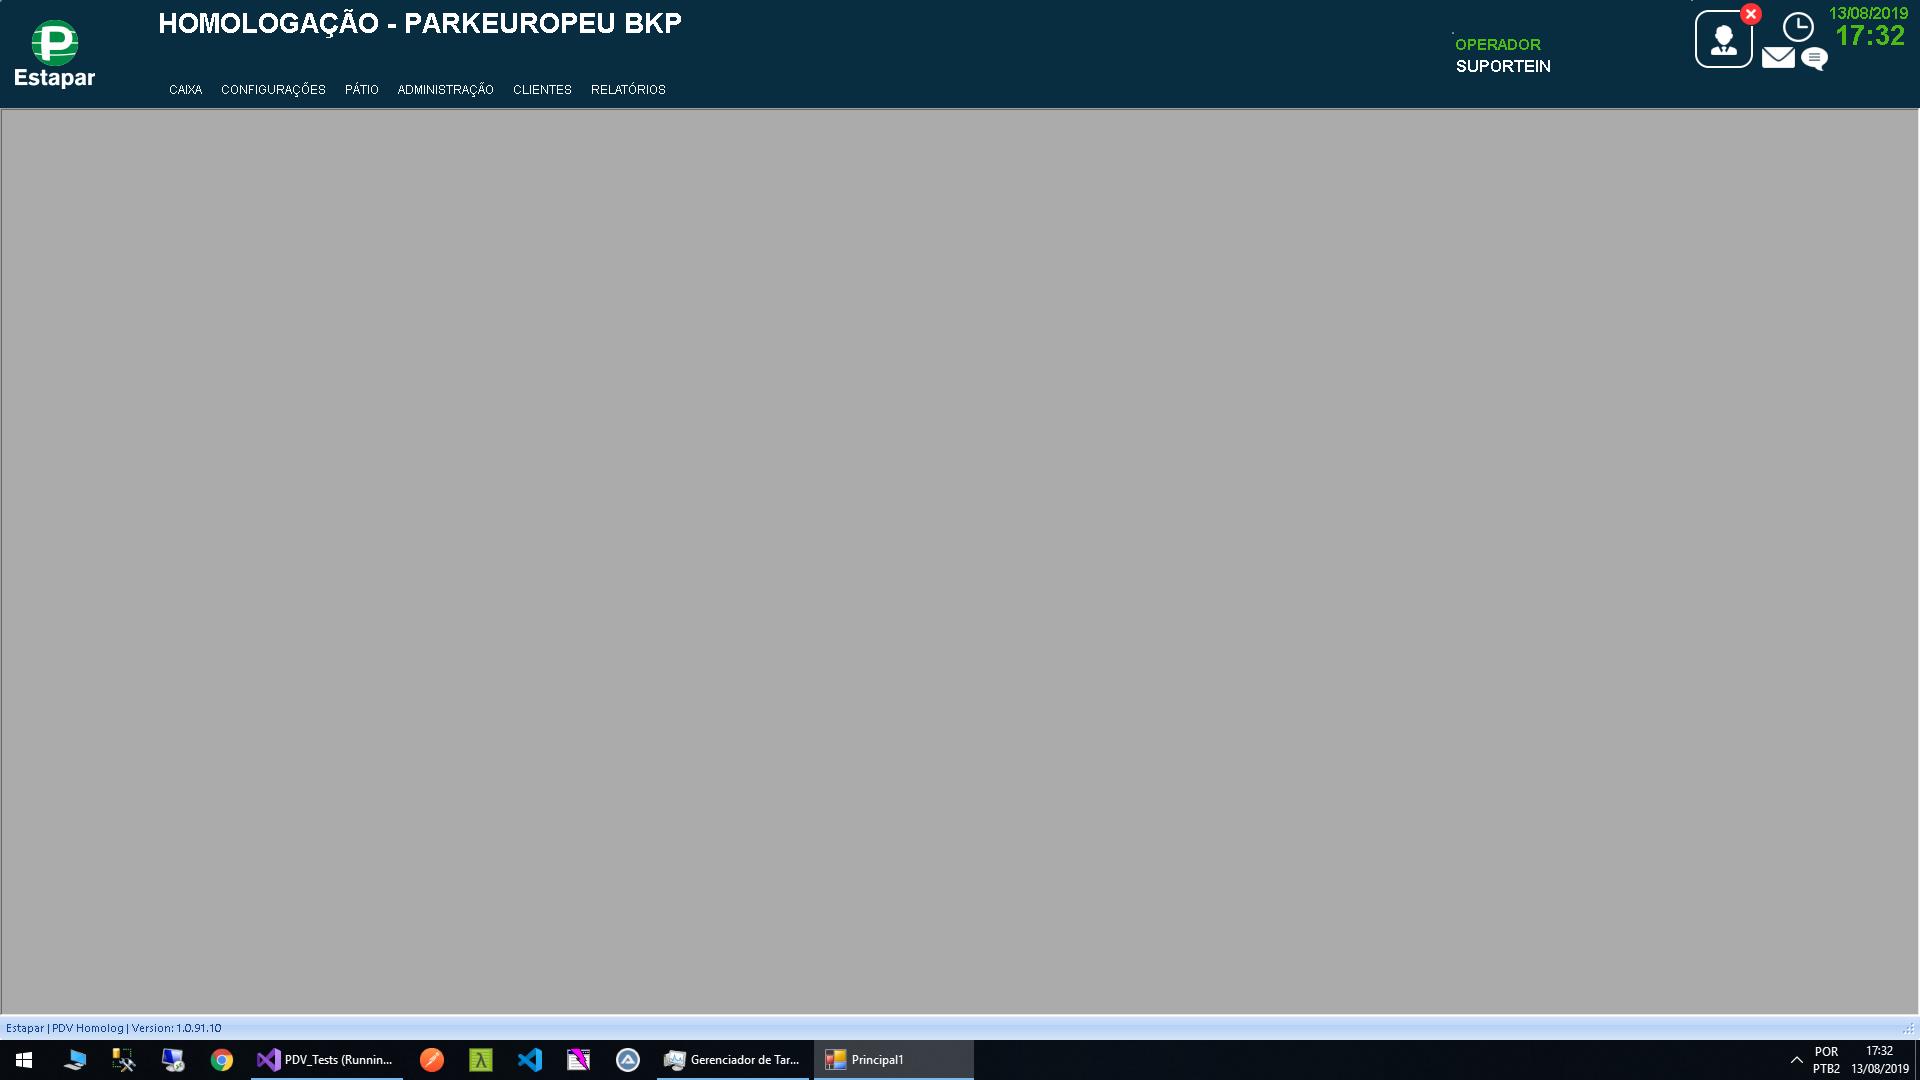 HOMOLOGAÇÃO - PARKEUROPEU BKP
13/08/2019
17:32
OPERADOR
SUPORTEIN
P
Estapar
CAIXA CONFIGURAÇÕES PÁTIO ADMINISTRAÇÃO CLIENTES RELATÓRIOS
Estapar | PDV Homolog | Version: 1.0.91.10
PDV_Tests (Runnin...
Gerenciador de Tar...
Principal1
POR
PTB2
17:32
13/08/2019